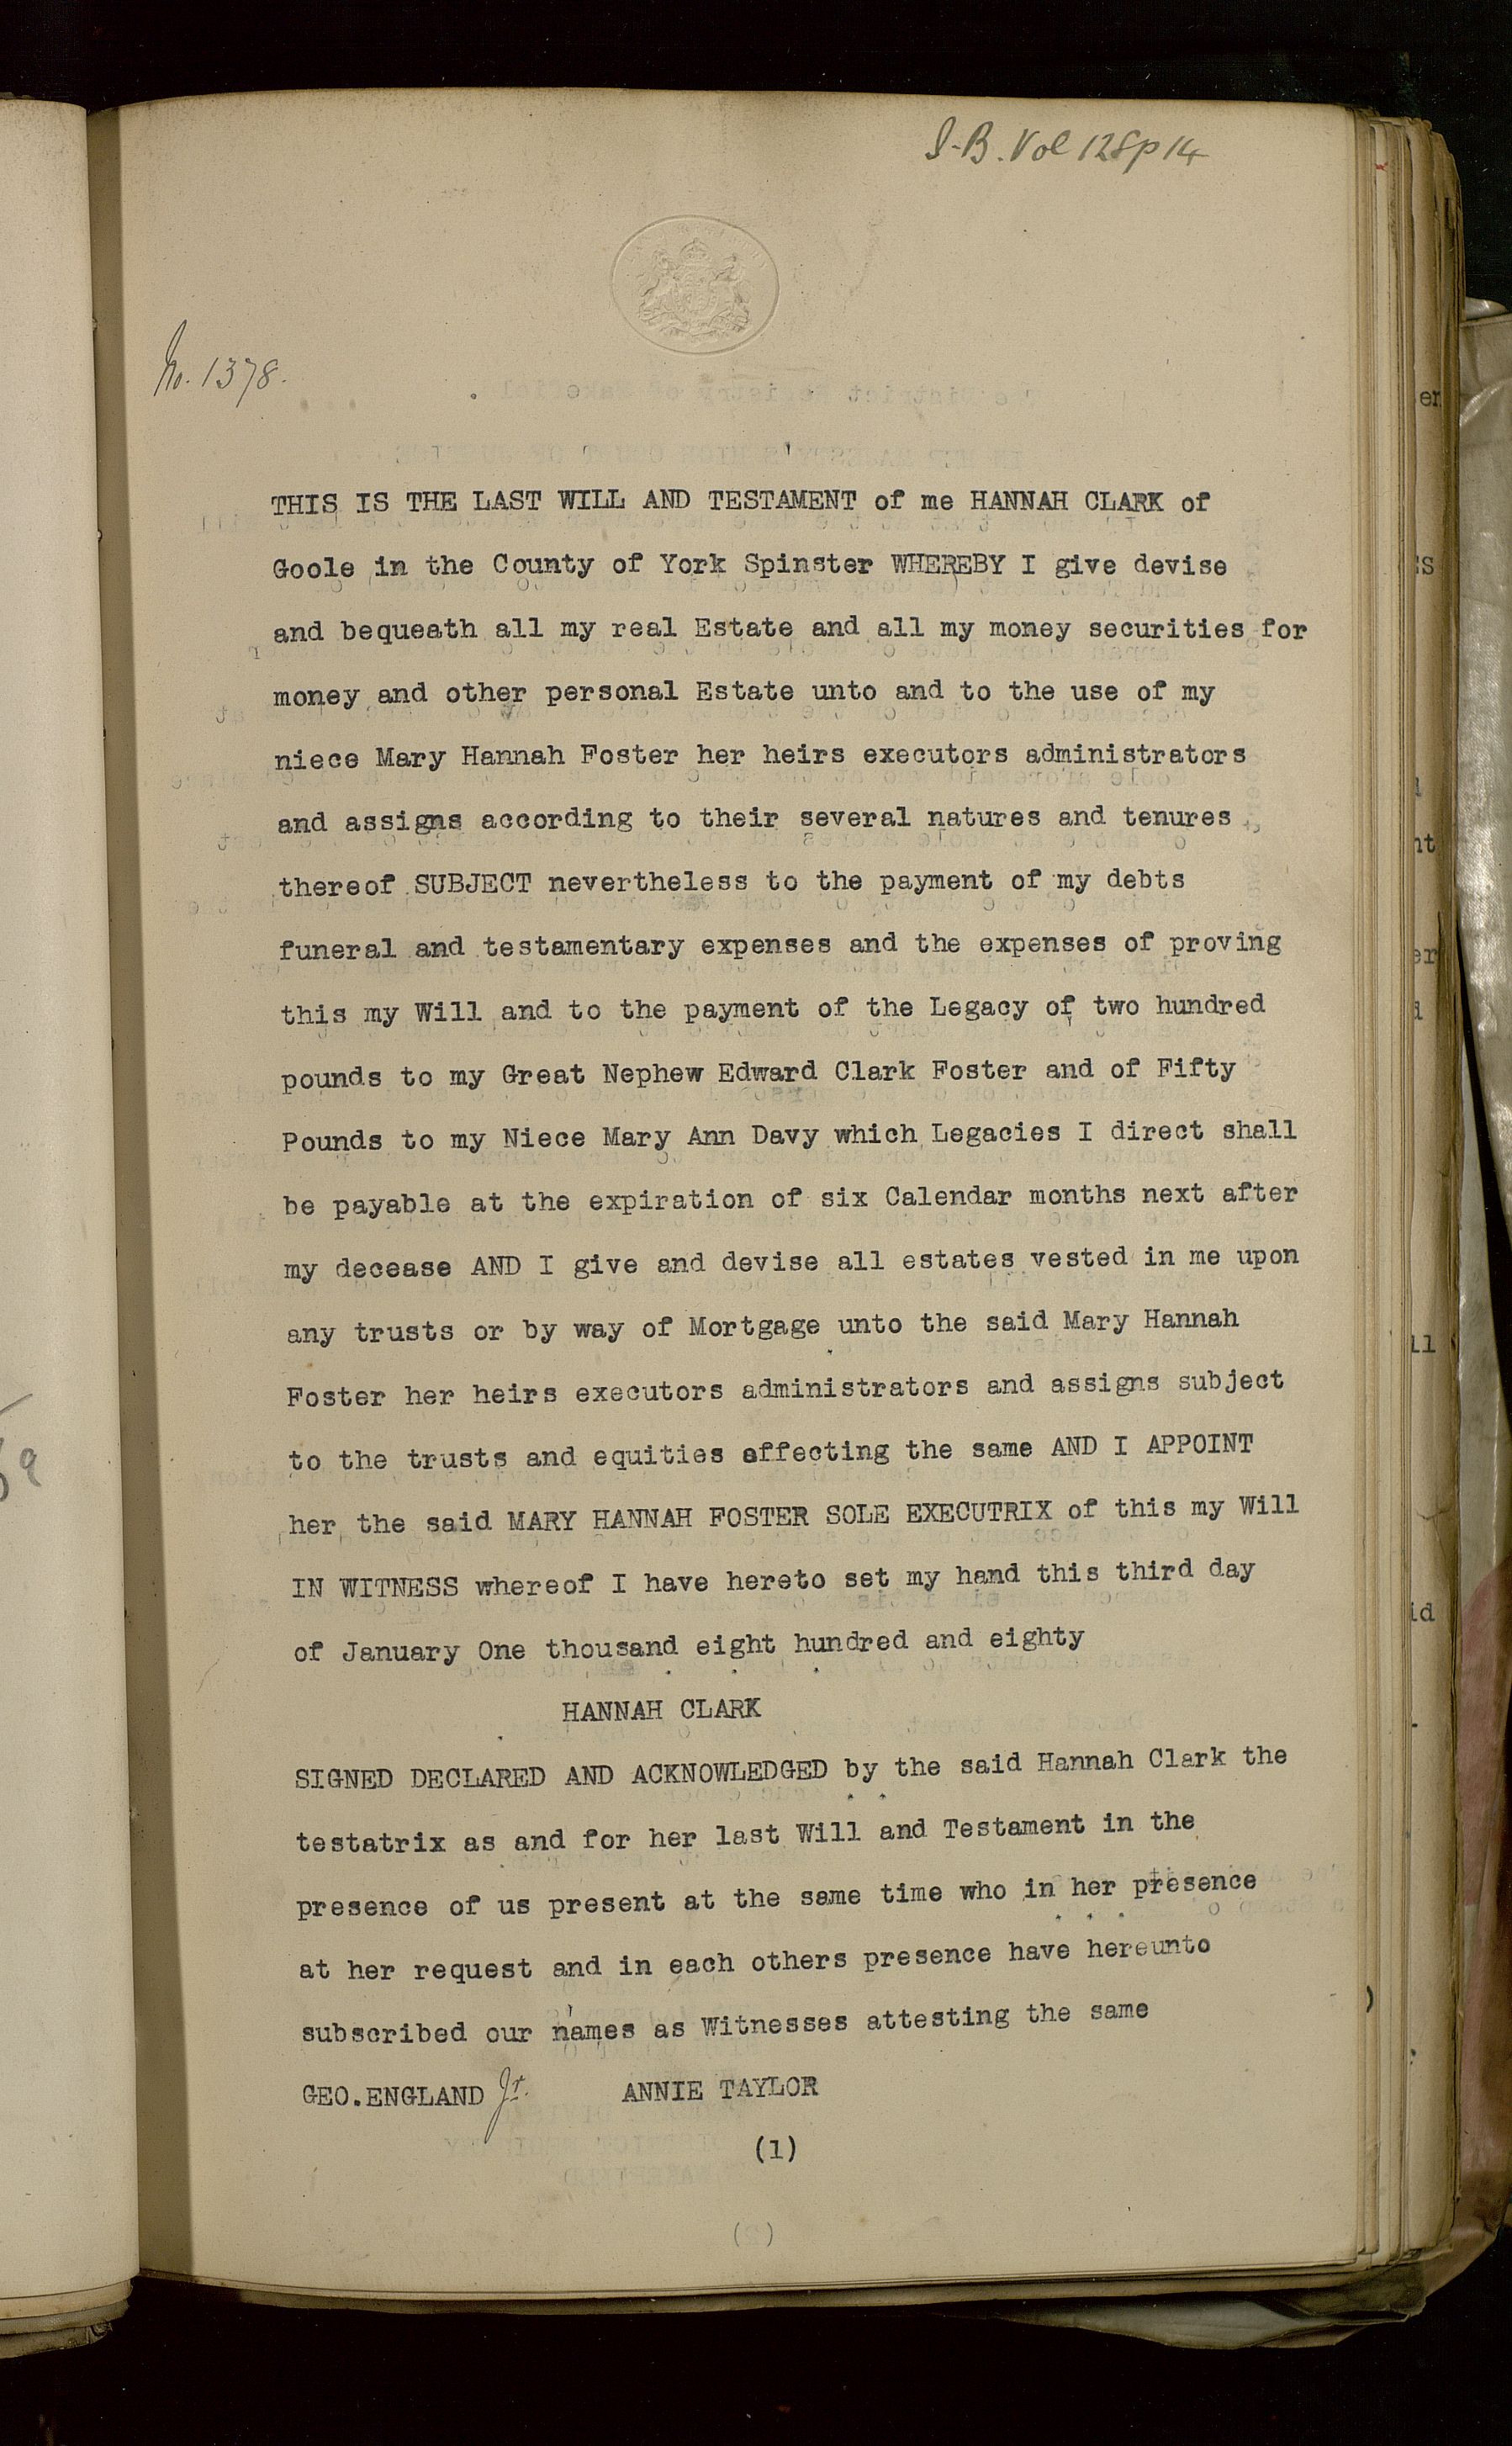 S-B. Vol 128p 14
No. 1378.
THIS IS THE LAST WILL AND TESTAMENT of me HANNAH CLARK of
Goole in the County of York Spinster WHEREBY I give devise
and bequeath all my real Estate and all my money securities for
money and other personal Estate unto and to the use of my
niece Mary Hannah Foster her heirs executors administrators
and assigns according to their several natures and tenures
thereof SUBJECT nevertheless to the payment of my debts
funeral and testamentary expenses and the expenses of proving
this my Will and to the payment of the Legacy of two hundred
pounds to my Great Nephew Edward Clark Foster and of Fifty
Pounds to my Niece Mary Ann Davy which Legacies I direct shall
be payable at the expiration of six Calendar months next after
my decease AND I give and devise all estates vested in me upon
any trusts or by way of Mortgage unto the said Mary Hannah
Foster her heirs executors administrators and assigns subject
to the trusts and equities affecting the same AND I APPOINT
her the said MARY HANNAH FOSTER SOLE EXECUTRIX of this my Will
IN WITNESS whereof I have hereto set my hand this third day
of January One thousand eight hundred and eighty
HANNAH CLARK
SIGNED DECLARED AND ACKNOWLEDGED by the said Hannah Clark the
testatrix as and for her last Will and Testament in the
presence of us present at the same time who in her presence
at her request and in each others presence have hereunto
subscribed our names as Witnesses attesting the same
GEO.ENGLAND Jr. ANNIE TAYLOR
(1)